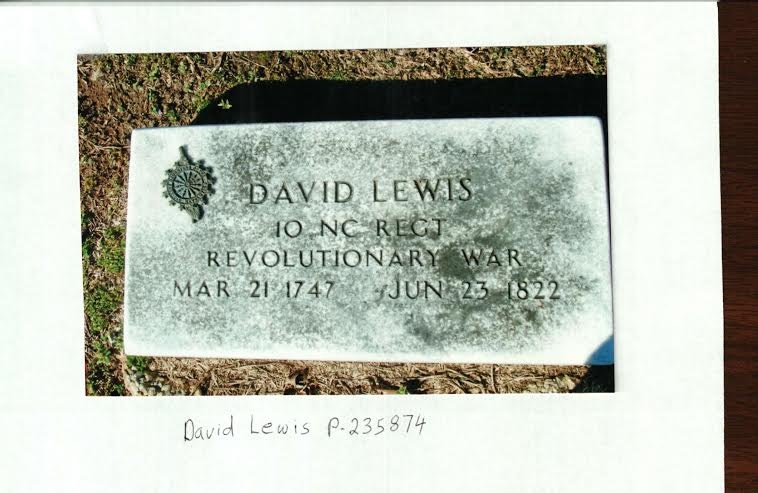 DAVID LEWIS
10 NC REGT
REVOLUTIONARY WAR
MAR 21 1747 JUN 23 1822
David Lewis P-235874